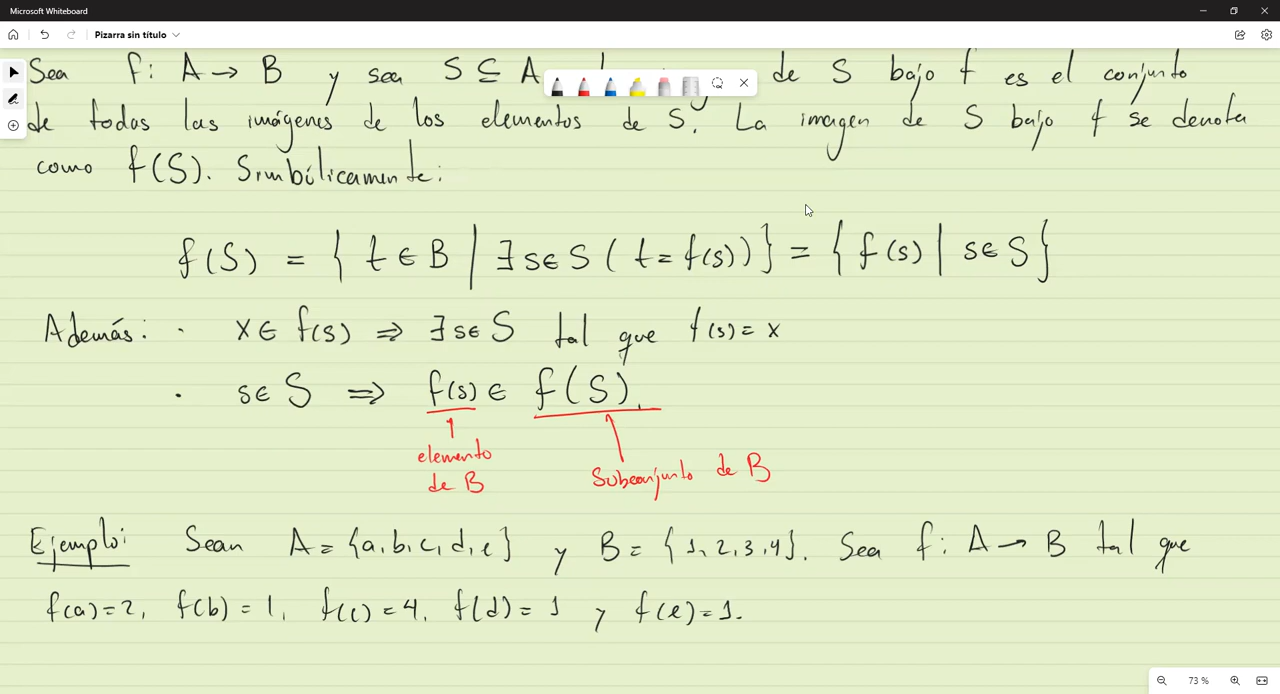 Microsoft Whiteboard
Pizarra sin título
Sea f: A → B y sea S ⊆ A de S bajo f es el conjunto
de todas las imágenes de los elementos de S. La imagen de S bajo f se denota
como f(S). Simbólicamente:
f(S) = { t ∈ B | ∃ s ∈ S ( t = f(s) ) } = { f(s) | s ∈ S }
Además: · x ∈ f(s) ⇒ ∃ s ∈ S tal que f(s) = x
· s ∈ S ⇒ f(s) ∈ f(S).
elemento de B
Subconjunto de B
Ejemplo: Sean A = {a, b, c, d, e} y B = {1, 2, 3, 4}. Sea f: A → B tal que
f(a) = 2, f(b) = 1, f(c) = 4, f(d) = 1 y f(e) = 1.
73 %